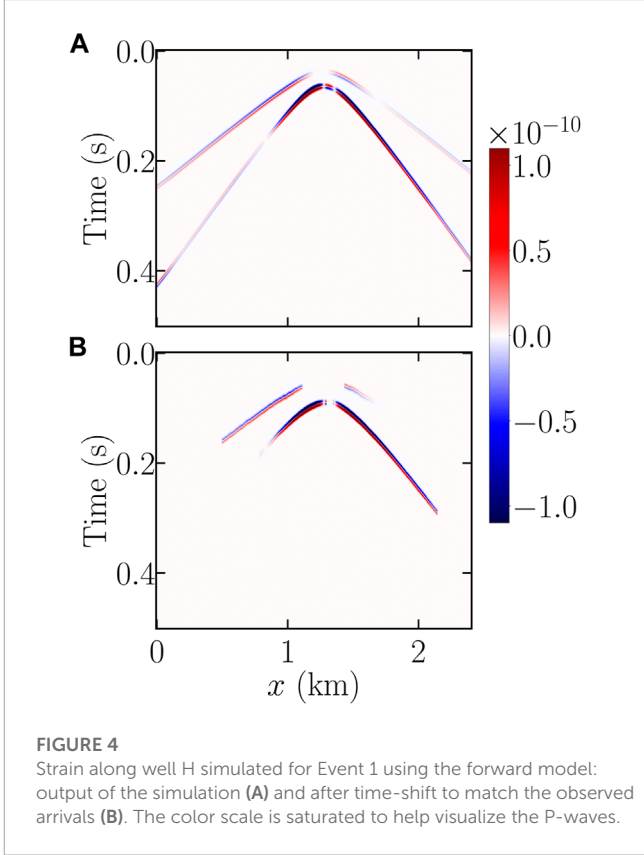 A
0.0
0.2
0.4
Time (s)
×10⁻¹⁰
1.0
0.5
0.0
−0.5
−1.0
B
0.0
0.2
0.4
Time (s)
0
1
2
x (km)
FIGURE 4
Strain along well H simulated for Event 1 using the forward model:
output of the simulation (A) and after time-shift to match the observed
arrivals (B). The color scale is saturated to help visualize the P-waves.